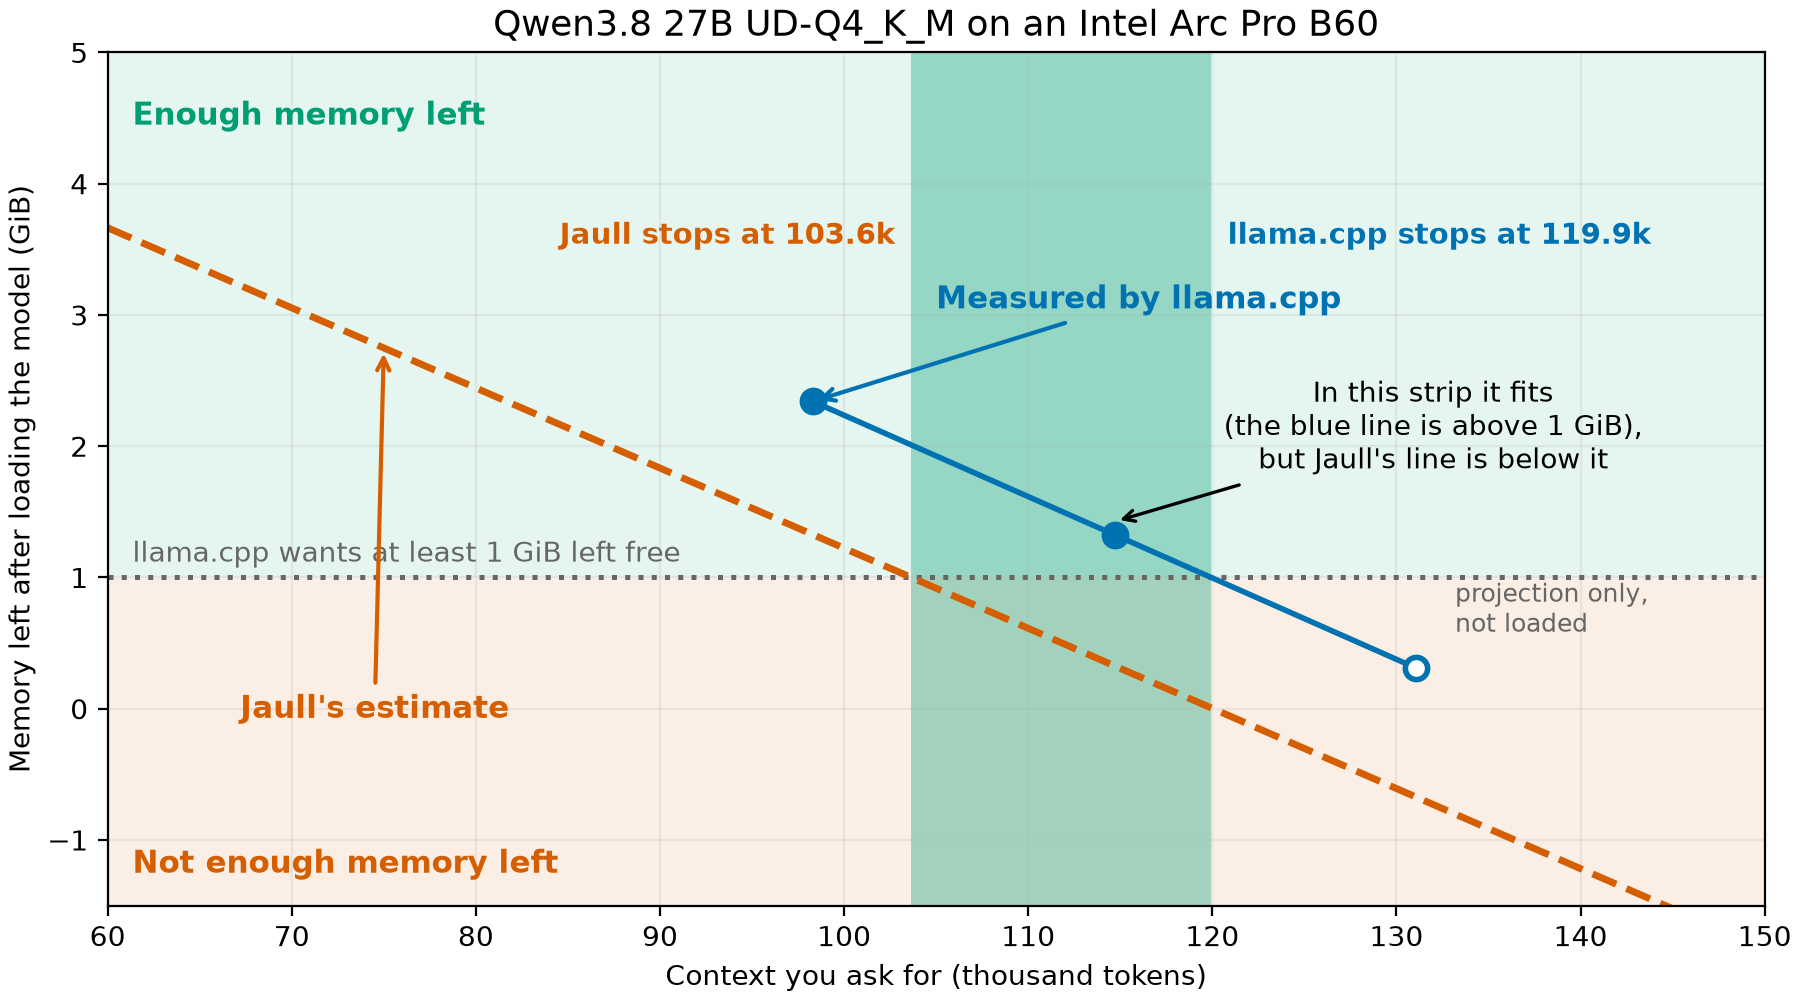 Qwen3.8 27B UD-Q4_K_M on an Intel Arc Pro B60
Memory left after loading the model (GiB)
5
4
3
2
1
0
−1
Enough memory left
Jaull stops at 103.6k
llama.cpp stops at 119.9k
Measured by llama.cpp
In this strip it fits
(the blue line is above 1 GiB),
but Jaull's line is below it
llama.cpp wants at least 1 GiB left free
projection only,
not loaded
Jaull's estimate
Not enough memory left
60
70
80
90
100
110
120
130
140
150
Context you ask for (thousand tokens)